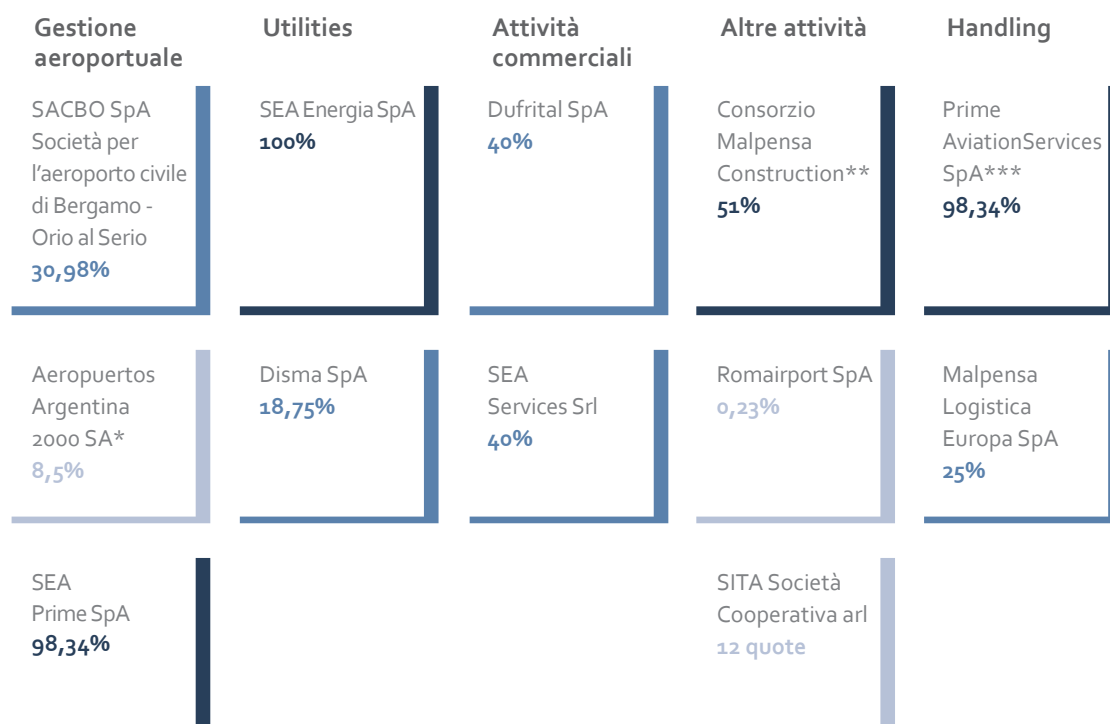 Gestione
aeroportuale
SACBO SpA
Società per
l'aeroporto civile
di Bergamo -
Orio al Serio
30,98%
Aeropuertos
Argentina
2000 SA*
8,5%
SEA
Prime SpA
98,34%
Utilities
SEA Energia SpA
100%
Disma SpA
18,75%
Attività
commerciali
Dufrital SpA
40%
SEA
Services Srl
40%
Altre attività
Consorzio
Malpensa
Construction**
51%
Romairport SpA
0,23%
SITA Società
Cooperativa arl
12 quote
Handling
Prime
AviationServices
SpA***
98,34%
Malpensa
Logistica
Europa SpA
25%